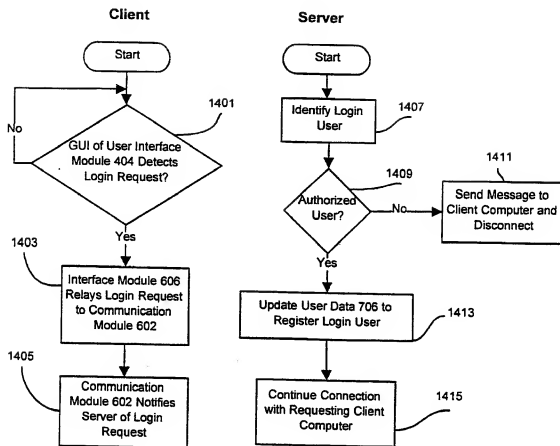 Client
Start
1401
No
GUI of User Interface
Module 404 Detects
Login Request?
Yes
1403
Interface Module 606
Relays Login Request
to Communication
Module 602
1405
Communication
Module 602 Notifies
Server of Login
Request
Server
Start
1407
Identify Login
User
1409
Authorized
User?
No
1411
Send Message to
Client Computer and
Disconnect
Yes
Update User Data 706 to
Register Login User
1413
Continue Connection
with Requesting Client
Computer
1415